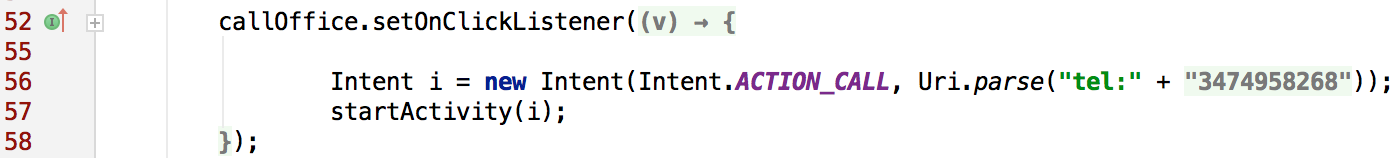 52 callOffice.setOnClickListener((v) → {
55
56 Intent i = new Intent(Intent.ACTION_CALL, Uri.parse("tel:" + "3474958268"));
57 startActivity(i);
58 });